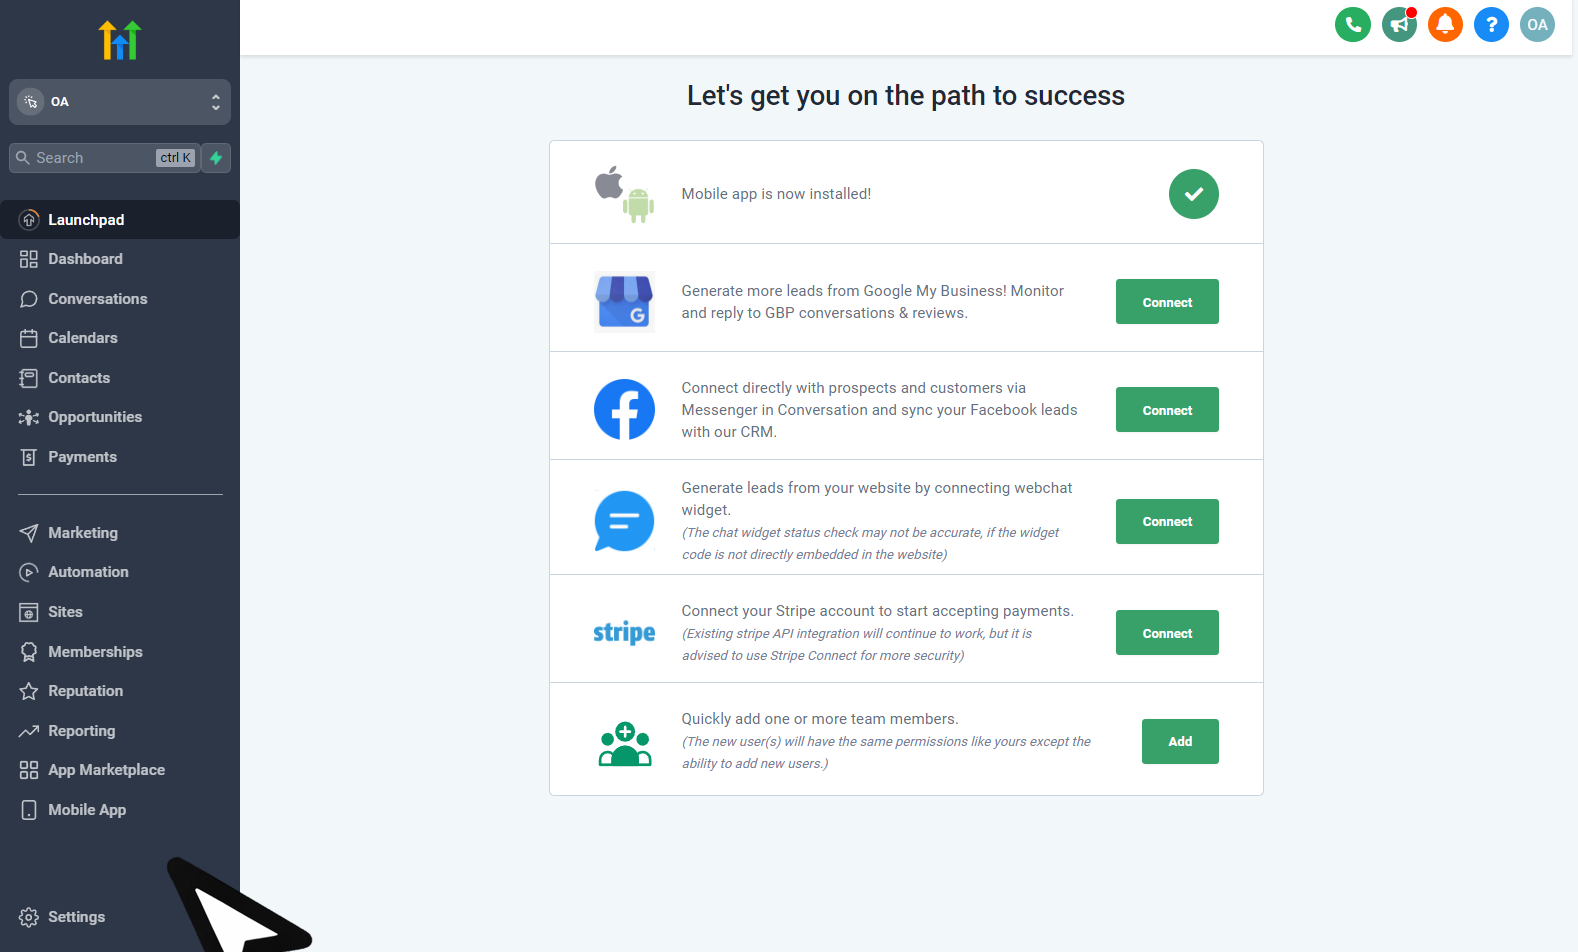 OA
Search
ctrl K
Launchpad
Dashboard
Conversations
Calendars
Contacts
Opportunities
Payments
Marketing
Automation
Sites
Memberships
Reputation
Reporting
App Marketplace
Mobile App
Settings
?
OA
Let's get you on the path to success
Mobile app is now installed!
Generate more leads from Google My Business! Monitor
and reply to GBP conversations & reviews.
Connect
Connect directly with prospects and customers via
Messenger in Conversation and sync your Facebook leads
with our CRM.
Connect
Generate leads from your website by connecting webchat
widget.
(The chat widget status check may not be accurate, if the widget
code is not directly embedded in the website)
Connect
stripe
Connect your Stripe account to start accepting payments.
(Existing stripe API integration will continue to work, but it is
advised to use Stripe Connect for more security)
Connect
Quickly add one or more team members.
(The new user(s) will have the same permissions like yours except the
ability to add new users.)
Add